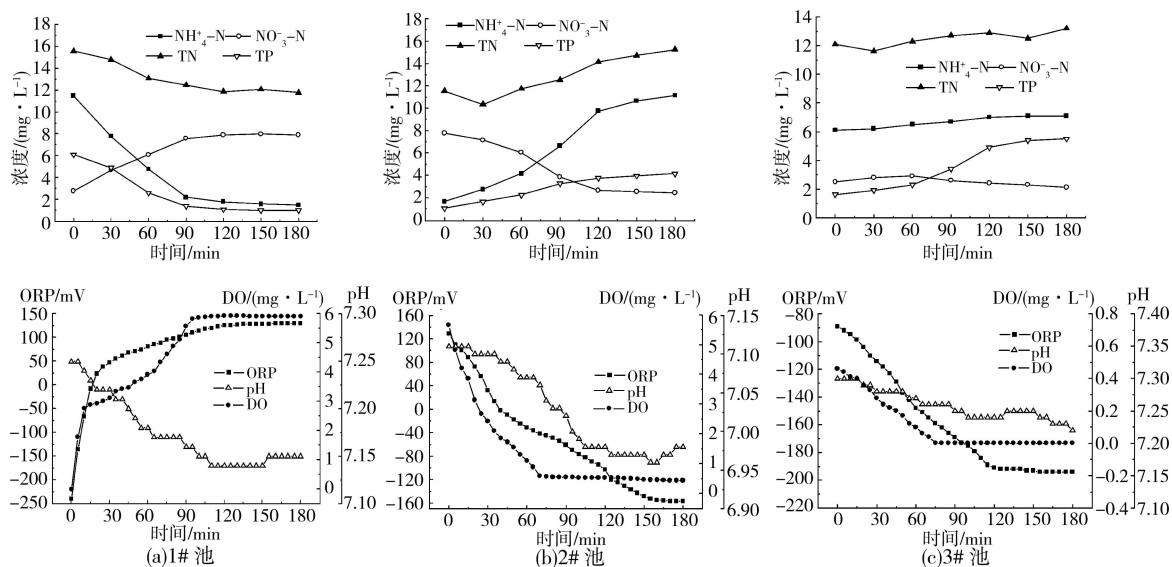 浓度/(mg·L⁻¹)
18
16
14
12
10
8
6
4
2
0
NH⁺₄-N
NO⁻₃-N
TN
TP
0 30 60 90 120 150 180
时间/min
浓度/(mg·L⁻¹)
18
16
14
12
10
8
6
4
2
0
NH⁺₄-N
NO⁻₃-N
TN
TP
0 30 60 90 120 150 180
时间/min
浓度/(mg·L⁻¹)
14
12
10
8
6
4
2
0
NH⁺₄-N
NO⁻₃-N
TN
TP
0 30 60 90 120 150 180
时间/min
ORP/mV
DO/(mg·L⁻¹)
pH
150
100
50
0
-50
-100
-150
-200
-250
ORP
pH
DO
6
5
4
3
2
1
0
7.30
7.25
7.20
7.15
7.10
0 30 60 90 120 150 180
时间/min
(a)1# 池
ORP/mV
DO/(mg·L⁻¹)
pH
160
120
80
40
0
-40
-80
-120
-160
ORP
pH
DO
6
5
4
3
2
1
0
7.15
7.10
7.05
7.00
6.95
6.90
0 30 60 90 120 150 180
时间/min
(b)2# 池
ORP/mV
DO/(mg·L⁻¹)
pH
-80
-100
-120
-140
-160
-180
-200
-220
ORP
pH
DO
0.8
0.6
0.4
0.2
0.0
-0.2
-0.4
7.40
7.35
7.30
7.25
7.20
7.15
7.10
0 30 60 90 120 150 180
时间/min
(c)3# 池